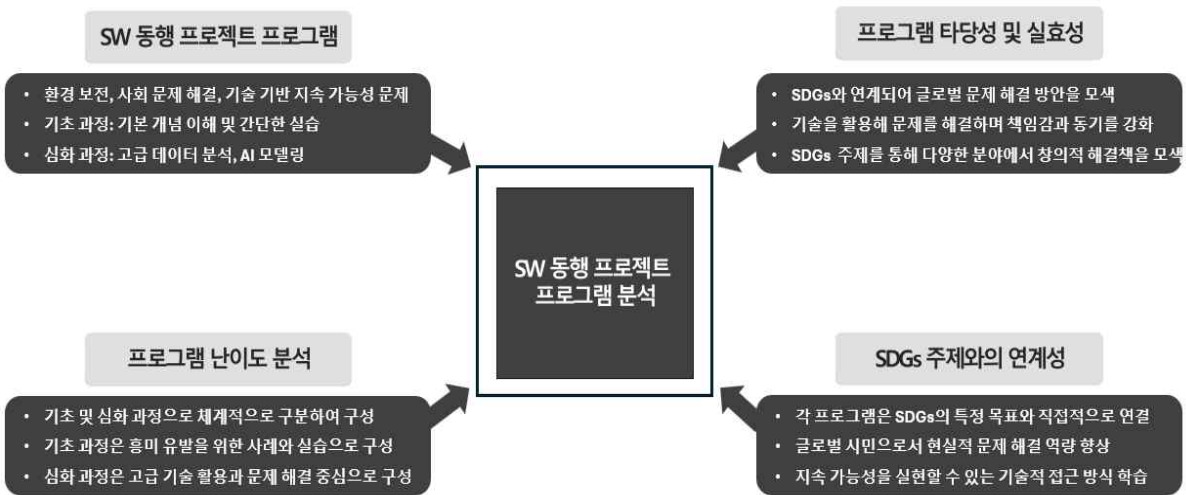 SW 동행 프로젝트 프로그램
• 환경 보전, 사회 문제 해결, 기술 기반 지속 가능성 문제
• 기초 과정: 기본 개념 이해 및 간단한 실습
• 심화 과정: 고급 데이터 분석, AI 모델링
프로그램 타당성 및 실효성
• SDGs와 연계되어 글로벌 문제 해결 방안을 모색
• 기술을 활용해 문제를 해결하며 책임감과 동기를 강화
• SDGs 주제를 통해 다양한 분야에서 창의적 해결책을 모색
SW 동행 프로젝트
프로그램 분석
프로그램 난이도 분석
• 기초 및 심화 과정으로 체계적으로 구분하여 구성
• 기초 과정은 흥미 유발을 위한 사례와 실습으로 구성
• 심화 과정은 고급 기술 활용과 문제 해결 중심으로 구성
SDGs 주제와의 연계성
• 각 프로그램은 SDGs의 특정 목표와 직접적으로 연결
• 글로벌 시민으로서 현실적 문제 해결 역량 향상
• 지속 가능성을 실현할 수 있는 기술적 접근 방식 학습